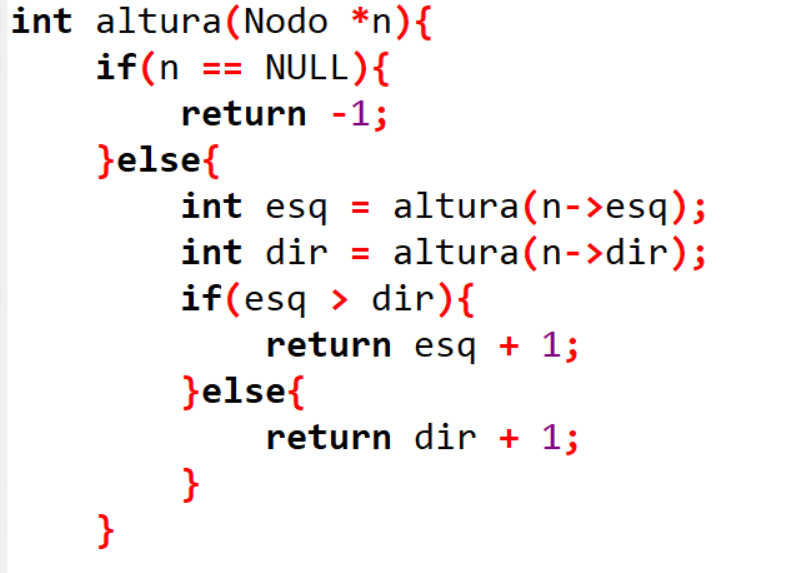 int altura(Nodo *n){
    if(n == NULL){
        return -1;
    }else{
        int esq = altura(n->esq);
        int dir = altura(n->dir);
        if(esq > dir){
            return esq + 1;
        }else{
            return dir + 1;
        }
    }